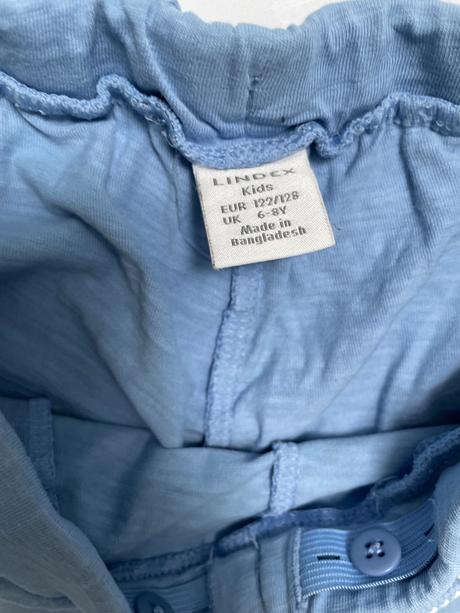 LINDEX
Kids
EUR 122/128
UK 6-8Y
Made in
Bangladesh